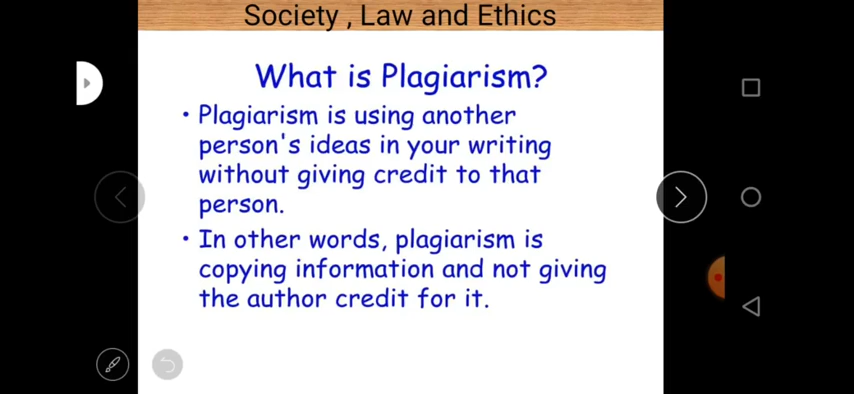 Society , Law and Ethics
What is Plagiarism?
• Plagiarism is using another
person's ideas in your writing
without giving credit to that
person.
• In other words, plagiarism is
copying information and not giving
the author credit for it.